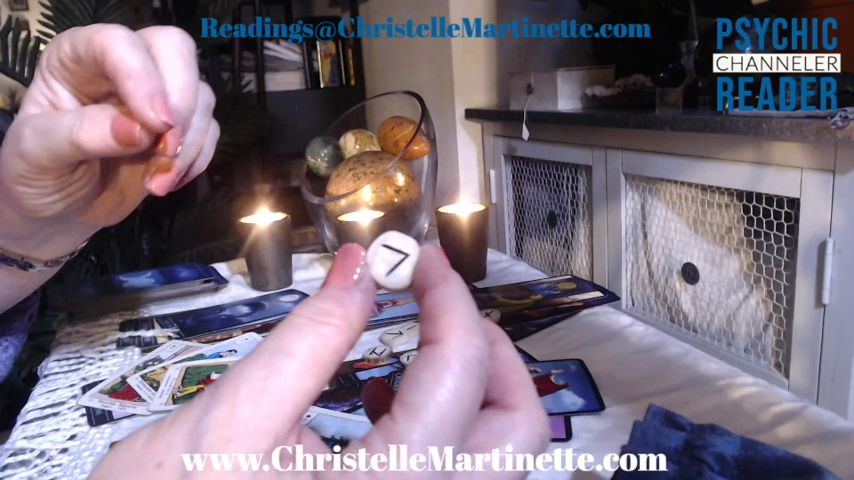 Readings@ChristelleMartinette.com
PSYCHIC
CHANNELER
READER
www.ChristelleMartinette.com